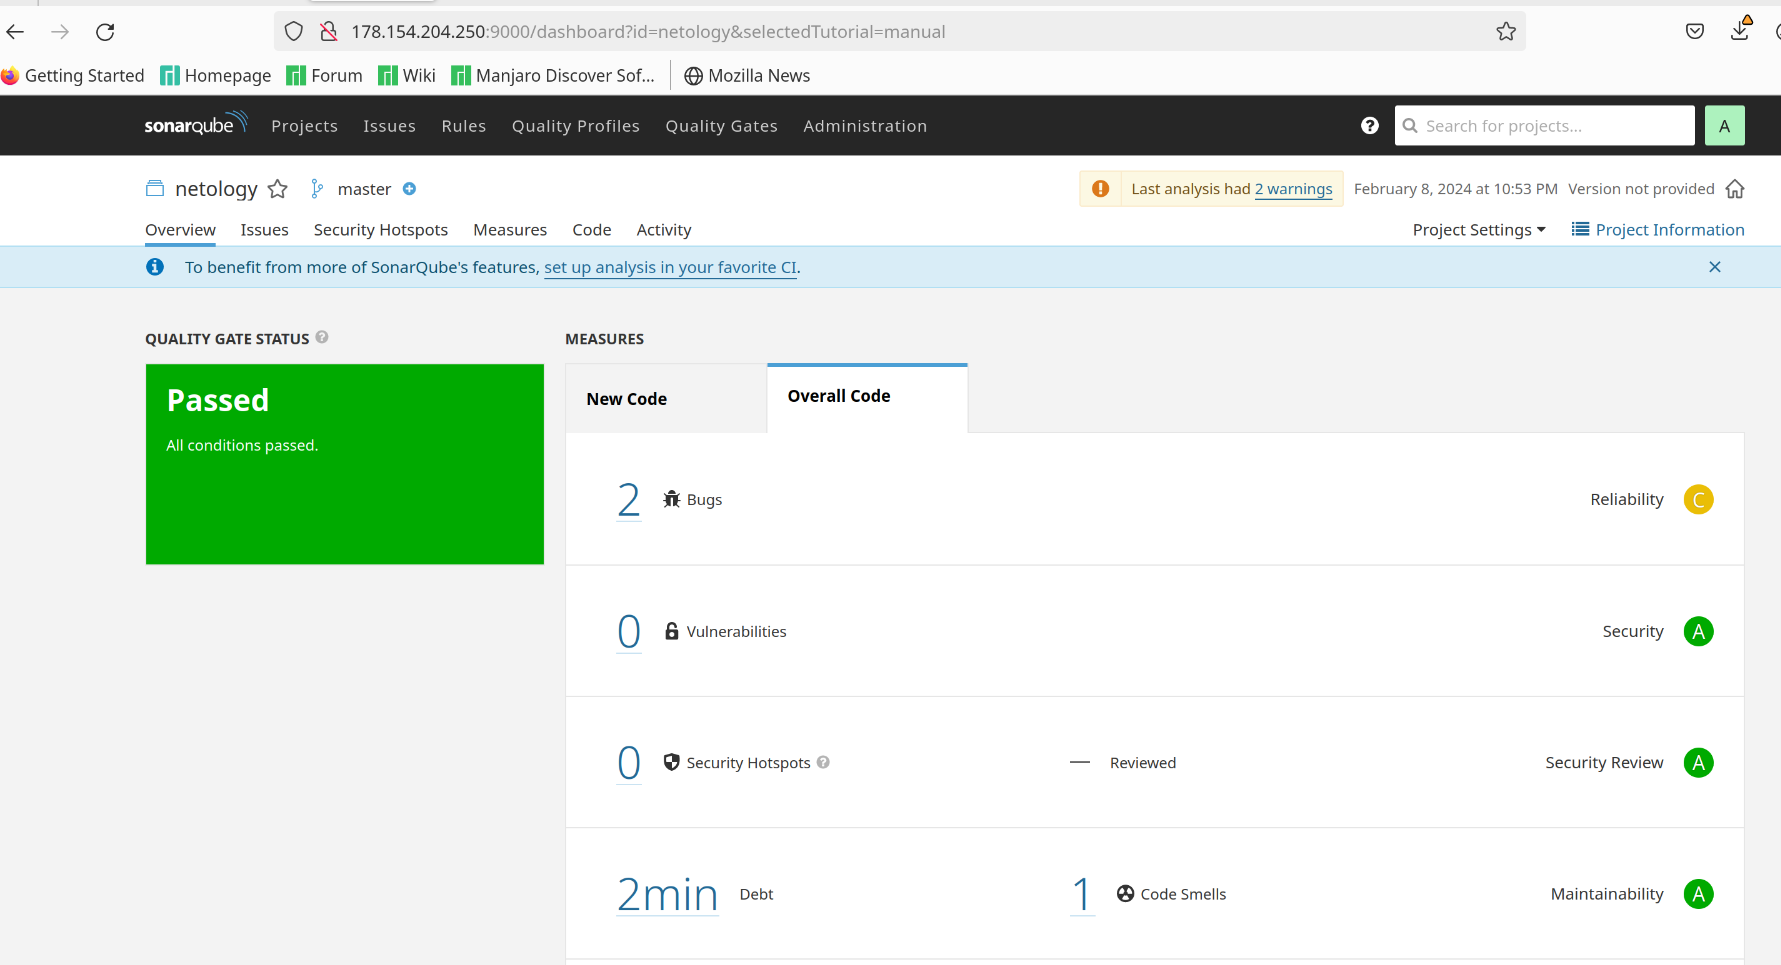 178.154.204.250:9000/dashboard?id=netology&selectedTutorial=manual
Getting Started Homepage Forum Wiki Manjaro Discover Sof... Mozilla News
sonarqube Projects Issues Rules Quality Profiles Quality Gates Administration Search for projects... A
netology master Last analysis had 2 warnings February 8, 2024 at 10:53 PM Version not provided
Overview Issues Security Hotspots Measures Code Activity Project Settings Project Information
To benefit from more of SonarQube's features, set up analysis in your favorite CI.
QUALITY GATE STATUS
Passed
All conditions passed.
MEASURES
New Code Overall Code
2 Bugs Reliability C
0 Vulnerabilities Security A
0 Security Hotspots — Reviewed Security Review A
2min Debt 1 Code Smells Maintainability A